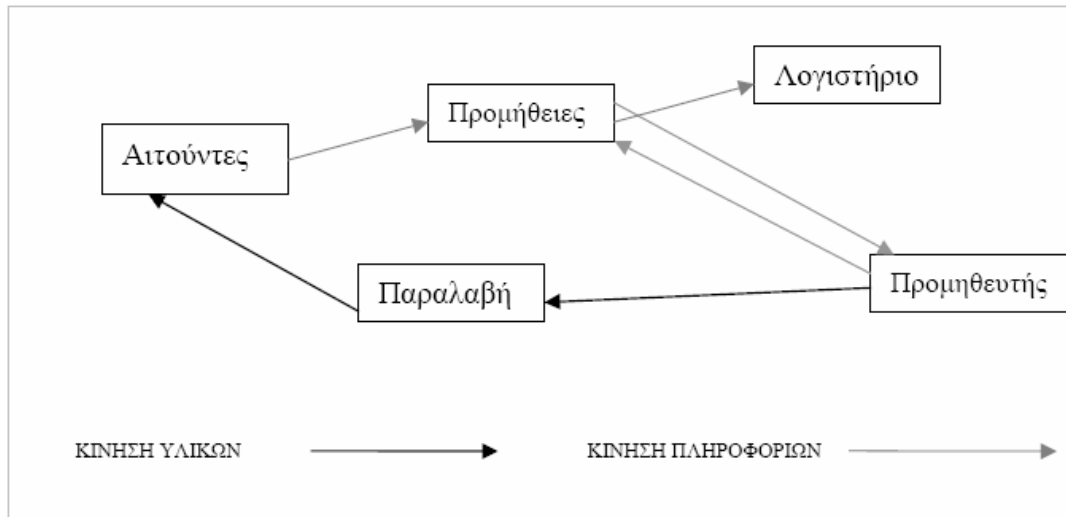 Λογιστήριο
Προμήθειες
Αιτούντες
Παραλαβή
Προμηθευτής
ΚΙΝΗΣΗ ΥΛΙΚΩΝ
ΚΙΝΗΣΗ ΠΛΗΡΟΦΟΡΙΩΝ